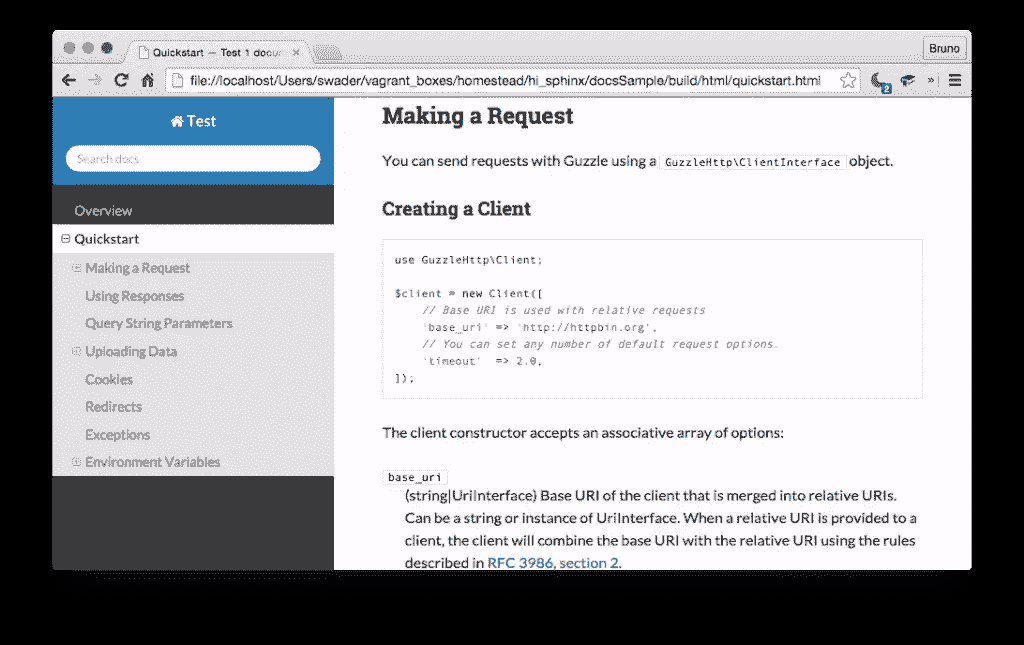 Quickstart — Test 1 docu
Bruno
file://localhost/Users/swader/vagrant_boxes/homestead/hi_sphinx/docsSample/build/html/quickstart.html
2
»
Test
Search docs
Overview
Quickstart
Making a Request
Using Responses
Query String Parameters
Uploading Data
Cookies
Redirects
Exceptions
Environment Variables
Making a Request
You can send requests with Guzzle using a GuzzleHttp\ClientInterface object.
Creating a Client
use GuzzleHttp\Client;
$client = new Client([
// Base URI is used with relative requests
'base_uri' => 'http://httpbin.org',
// You can set any number of default request options.
'timeout'  => 2.0,
]);
The client constructor accepts an associative array of options:
base_uri
(string|UriInterface) Base URI of the client that is merged into relative URIs.
Can be a string or instance of UriInterface. When a relative URI is provided to a
client, the client will combine the base URI with the relative URI using the rules
described in RFC 3986, section 2.